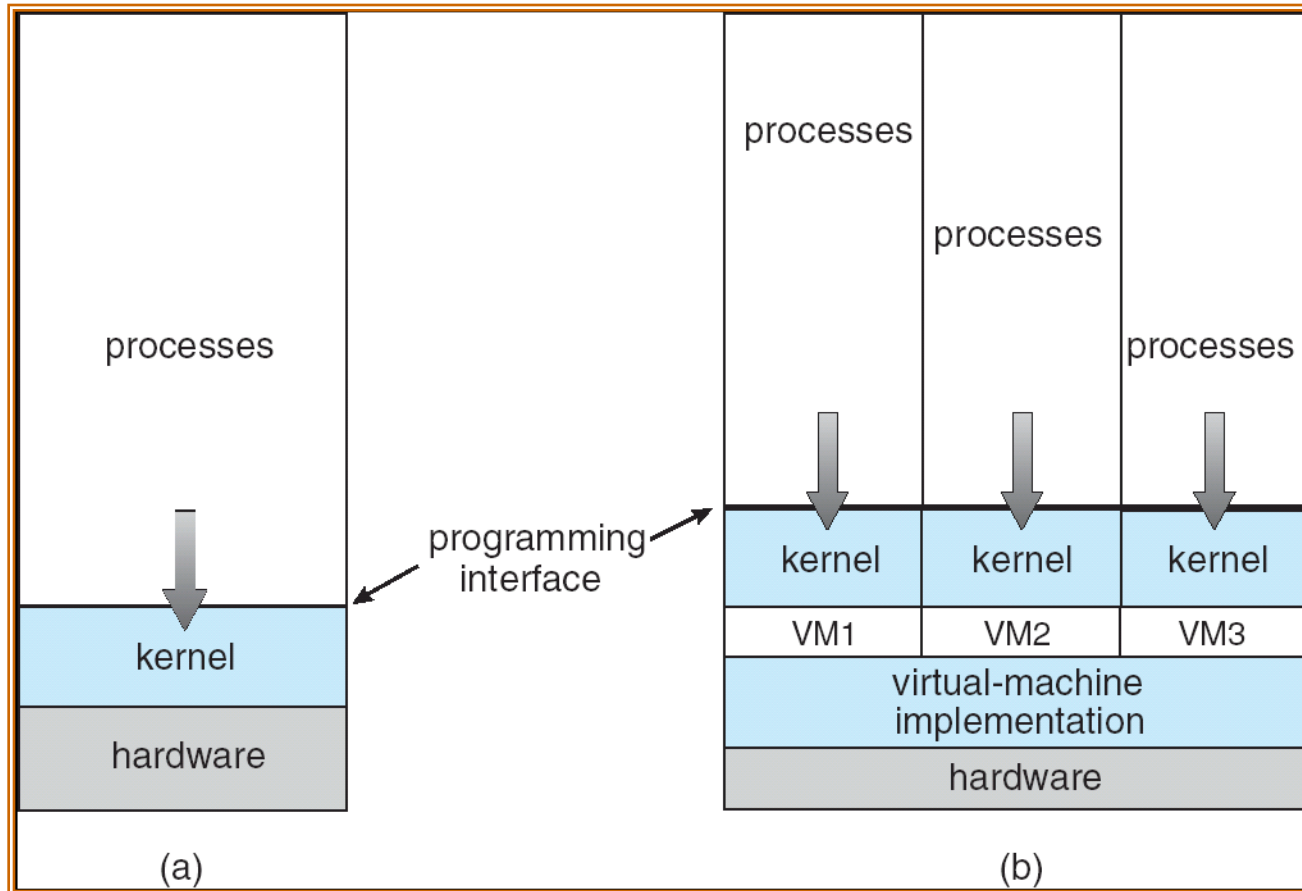 processes
kernel
hardware
(a)
programming
interface
processes
processes
processes
kernel
kernel
kernel
VM1
VM2
VM3
virtual-machine
implementation
hardware
(b)